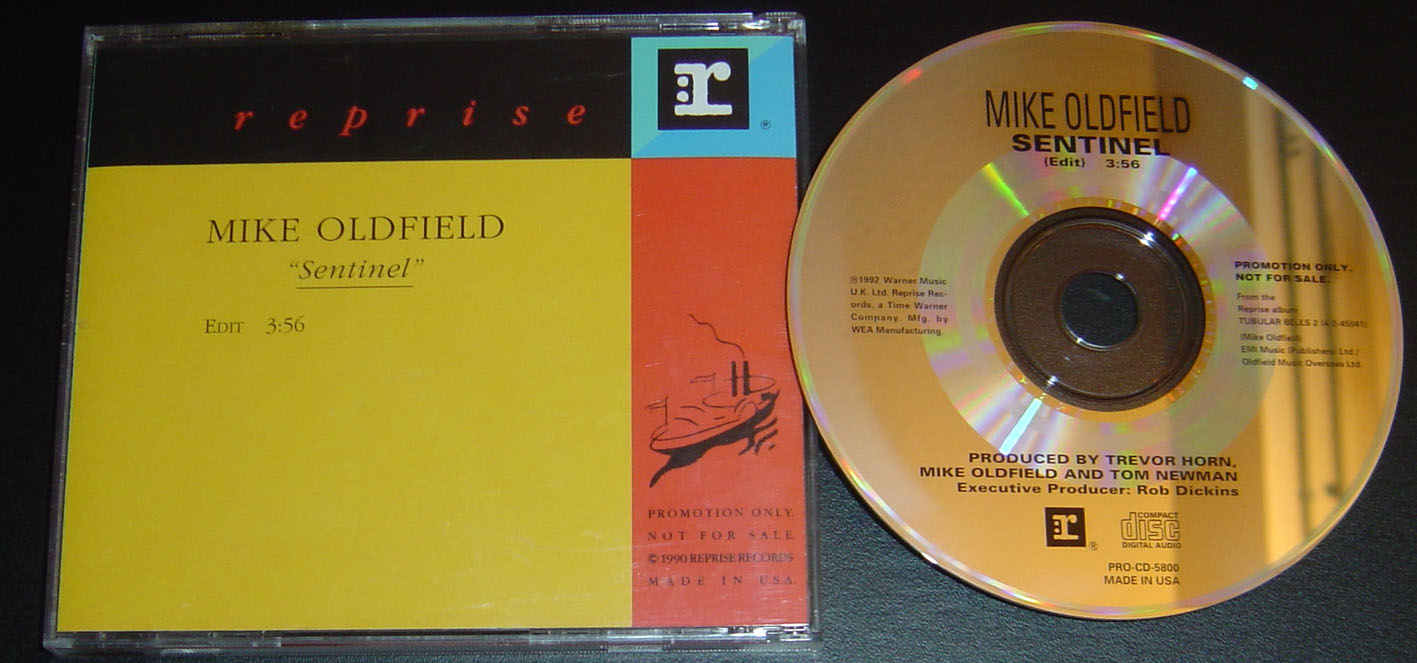 reprise
r
®
MIKE OLDFIELD
"Sentinel"
EDIT 3:56
PROMOTION ONLY.
NOT FOR SALE
© 1990 REPRISE RECORDS
MADE IN U.S.A.
MIKE OLDFIELD
SENTINEL
(Edit) 3:56
℗1992 Warner Music
U.K. Ltd. Reprise Rec-
ords, a Time Warner
Company. Mfg. by
WEA Manufacturing.
PROMOTION ONLY.
NOT FOR SALE.
From the
Reprise album
TUBULAR BELLS 2 (4/2-45041)
(Mike Oldfield)
EMI Music (Publishers) Ltd./
Oldfield Music Overseas Ltd.
PRODUCED BY TREVOR HORN,
MIKE OLDFIELD AND TOM NEWMAN
Executive Producer: Rob Dickins
r
®
COMPACT
disc
DIGITAL AUDIO
PRO-CD-5800
MADE IN USA